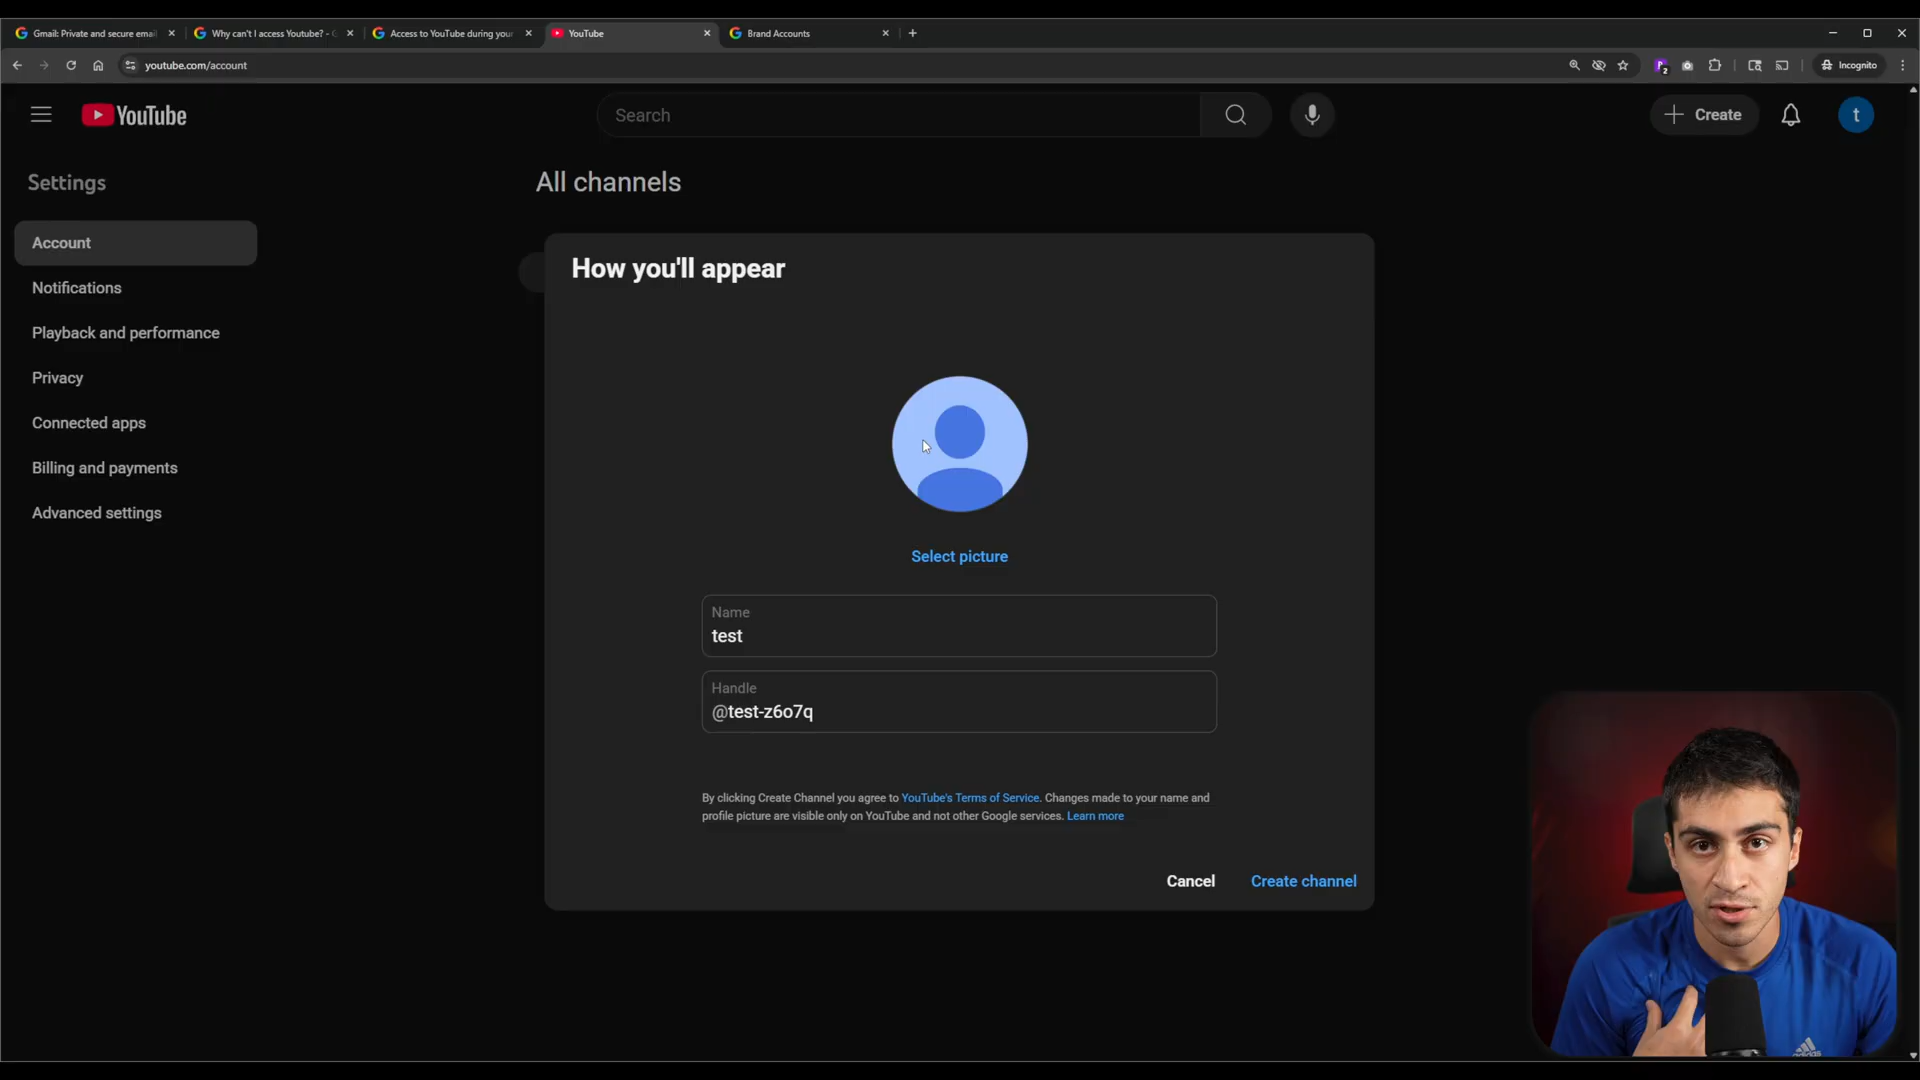 Gmail: Private and secure email
Why can't I access Youtube? - G
Access to YouTube during your
YouTube
Brand Accounts
youtube.com/account
2
Incognito
YouTube
Search
Create
t
Settings
All channels
Account
Notifications
Playback and performance
Privacy
Connected apps
Billing and payments
Advanced settings
How you'll appear
Select picture
Name
test
Handle
@test-z6o7q
By clicking Create Channel you agree to YouTube's Terms of Service. Changes made to your name and
profile picture are visible only on YouTube and not other Google services. Learn more
Cancel
Create channel
adidas